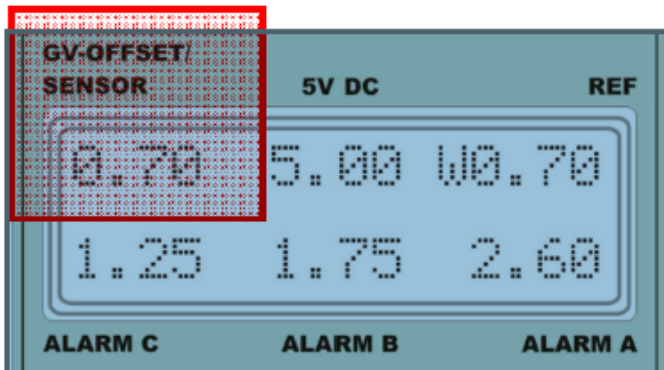 GV-OFFSET/
SENSOR 5V DC REF
0.70 5.00 W0.70
1.25 1.75 2.60
ALARM C ALARM B ALARM A